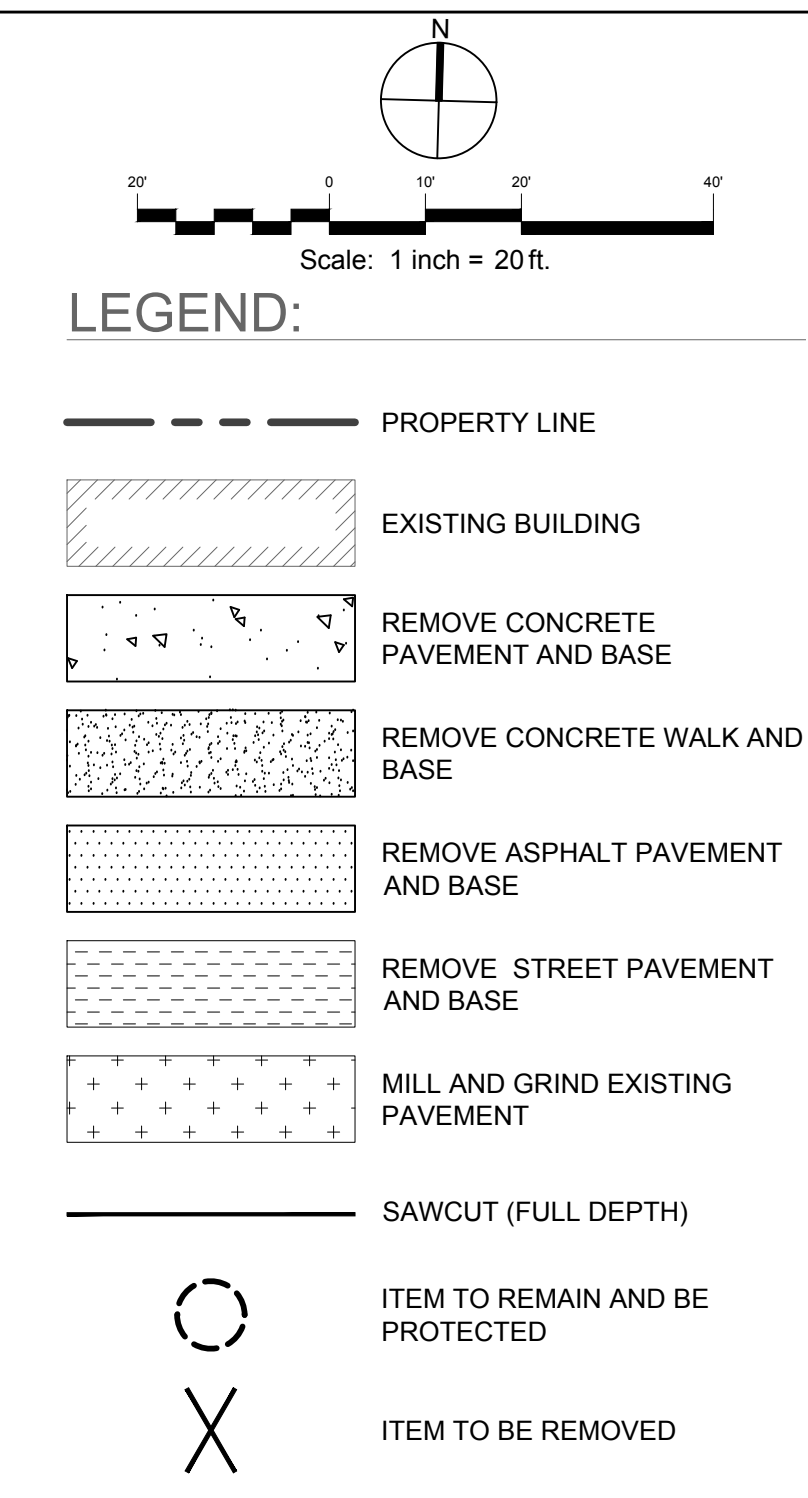 N
20' 0 10' 20' 40'
Scale: 1 inch = 20 ft.
LEGEND:
PROPERTY LINE
EXISTING BUILDING
REMOVE CONCRETE
PAVEMENT AND BASE
REMOVE CONCRETE WALK AND
BASE
REMOVE ASPHALT PAVEMENT
AND BASE
REMOVE STREET PAVEMENT
AND BASE
MILL AND GRIND EXISTING
PAVEMENT
SAWCUT (FULL DEPTH)
ITEM TO REMAIN AND BE
PROTECTED
ITEM TO BE REMOVED